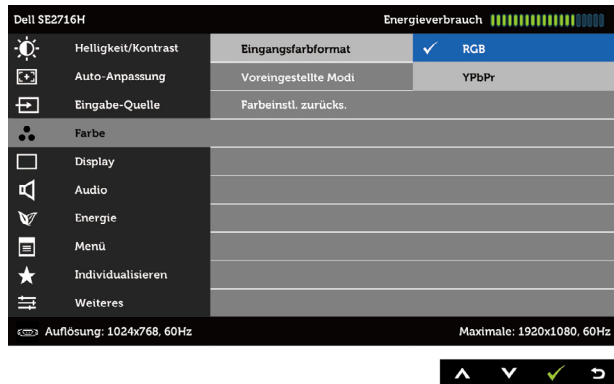 Dell SE2716H Energieverbrauch
Helligkeit/Kontrast Eingangsfarbformat RGB
Auto-Anpassung Voreingestellte Modi YPbPr
Eingabe-Quelle Farbeinstl. zurücks.
Farbe
Display
Audio
Energie
Menü
Individualisieren
Weiteres
Auflösung: 1024x768, 60Hz Maximale: 1920x1080, 60Hz